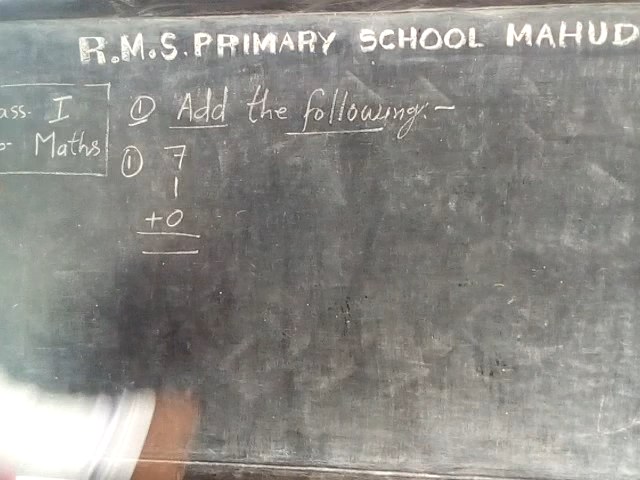 R.M.S. PRIMARY SCHOOL MAHUD
ass. I
Maths
① Add the following:-
① 7
1
+0